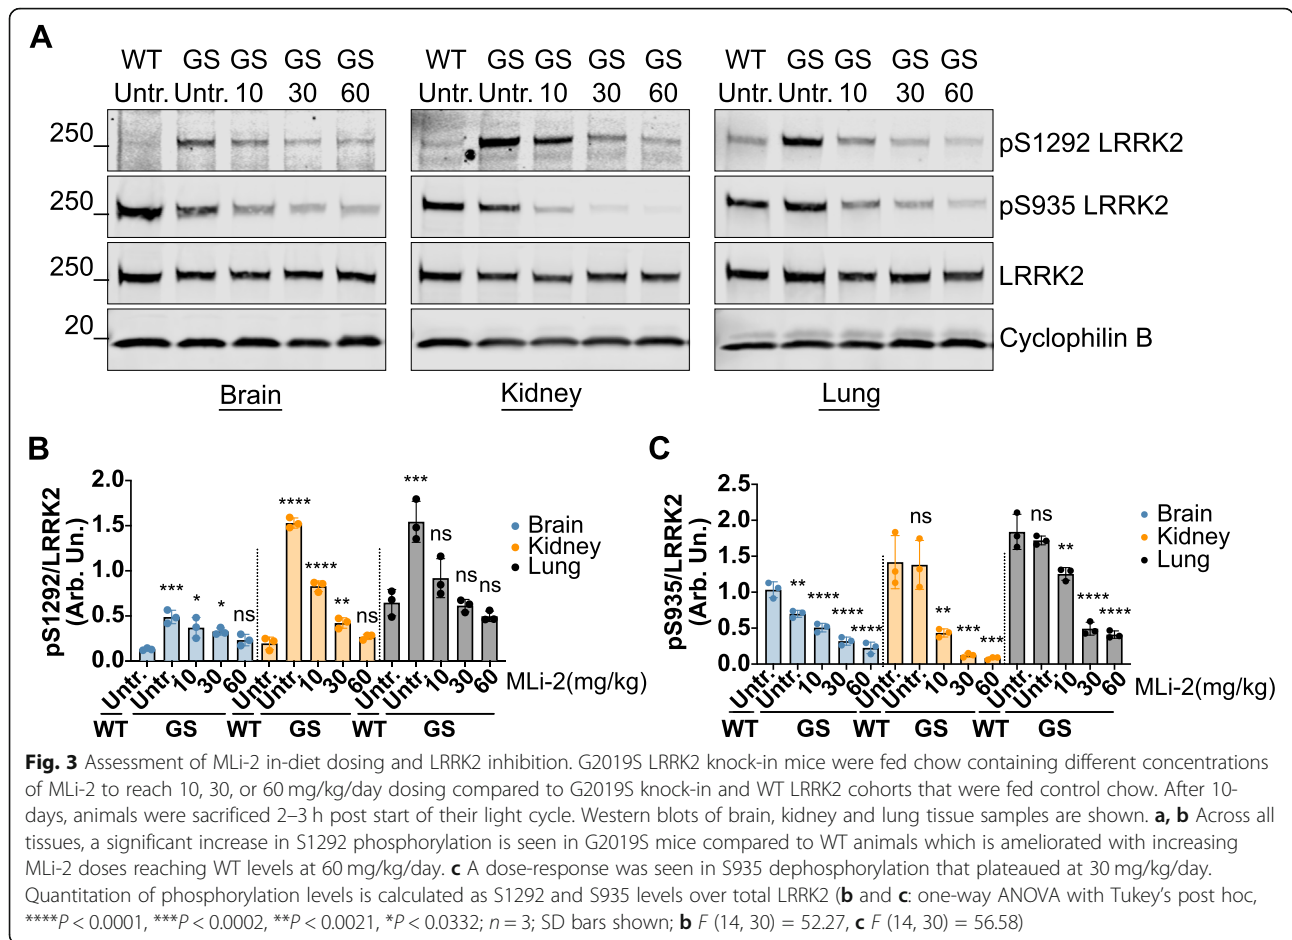 A
WT GS GS GS GS
Untr. Untr. 10 30 60
WT GS GS GS GS
Untr. Untr. 10 30 60
WT GS GS GS GS
Untr. Untr. 10 30 60
250
pS1292 LRRK2
250
pS935 LRRK2
250
LRRK2
20
Cyclophilin B
Brain Kidney Lung
B
pS1292/LRRK2
(Arb. Un.)
2.0
1.5
1.0
0.5
0.0
*** * * ns
**** **** ** ns
*** ns ns ns
Brain
Kidney
Lung
Untr. Untr. 10 30 60 Untr. Untr. 10 30 60 Untr. Untr. 10 30 60
MLi-2(mg/kg)
WT GS WT GS WT GS
C
pS935/LRRK2
(Arb. Un.)
2.5
2.0
1.5
1.0
0.5
0.0
** **** **** ****
ns ** *** ***
ns ** **** ****
Brain
Kidney
Lung
Untr. Untr. 10 30 60 Untr. Untr. 10 30 60 Untr. Untr. 10 30 60
MLi-2(mg/kg)
WT GS WT GS WT GS
Fig. 3 Assessment of MLi-2 in-diet dosing and LRRK2 inhibition. G2019S LRRK2 knock-in mice were fed chow containing different concentrations
of MLi-2 to reach 10, 30, or 60 mg/kg/day dosing compared to G2019S knock-in and WT LRRK2 cohorts that were fed control chow. After 10-
days, animals were sacrificed 2–3 h post start of their light cycle. Western blots of brain, kidney and lung tissue samples are shown. a, b Across all
tissues, a significant increase in S1292 phosphorylation is seen in G2019S mice compared to WT animals which is ameliorated with increasing
MLi-2 doses reaching WT levels at 60 mg/kg/day. c A dose-response was seen in S935 dephosphorylation that plateaued at 30 mg/kg/day.
Quantitation of phosphorylation levels is calculated as S1292 and S935 levels over total LRRK2 (b and c: one-way ANOVA with Tukey's post hoc,
****P < 0.0001, ***P < 0.0002, **P < 0.0021, *P < 0.0332; n = 3; SD bars shown; b F (14, 30) = 52.27, c F (14, 30) = 56.58)